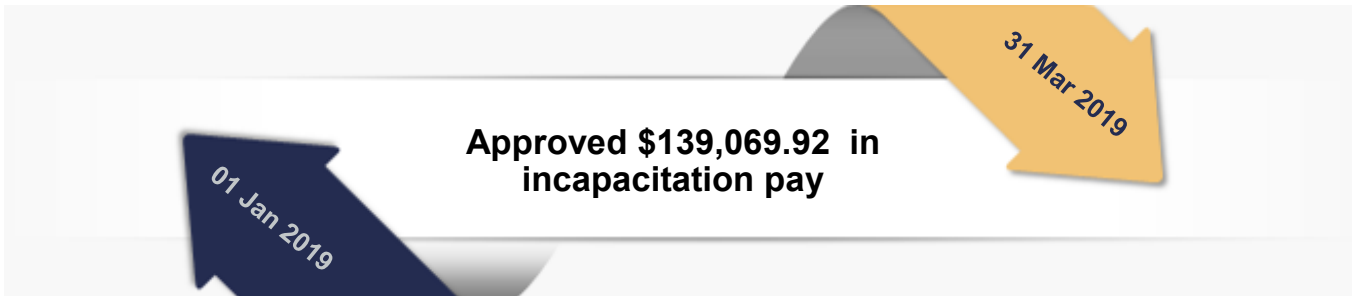 31 Mar 2019
Approved $139,069.92  in
incapacitation pay
01 Jan 2019